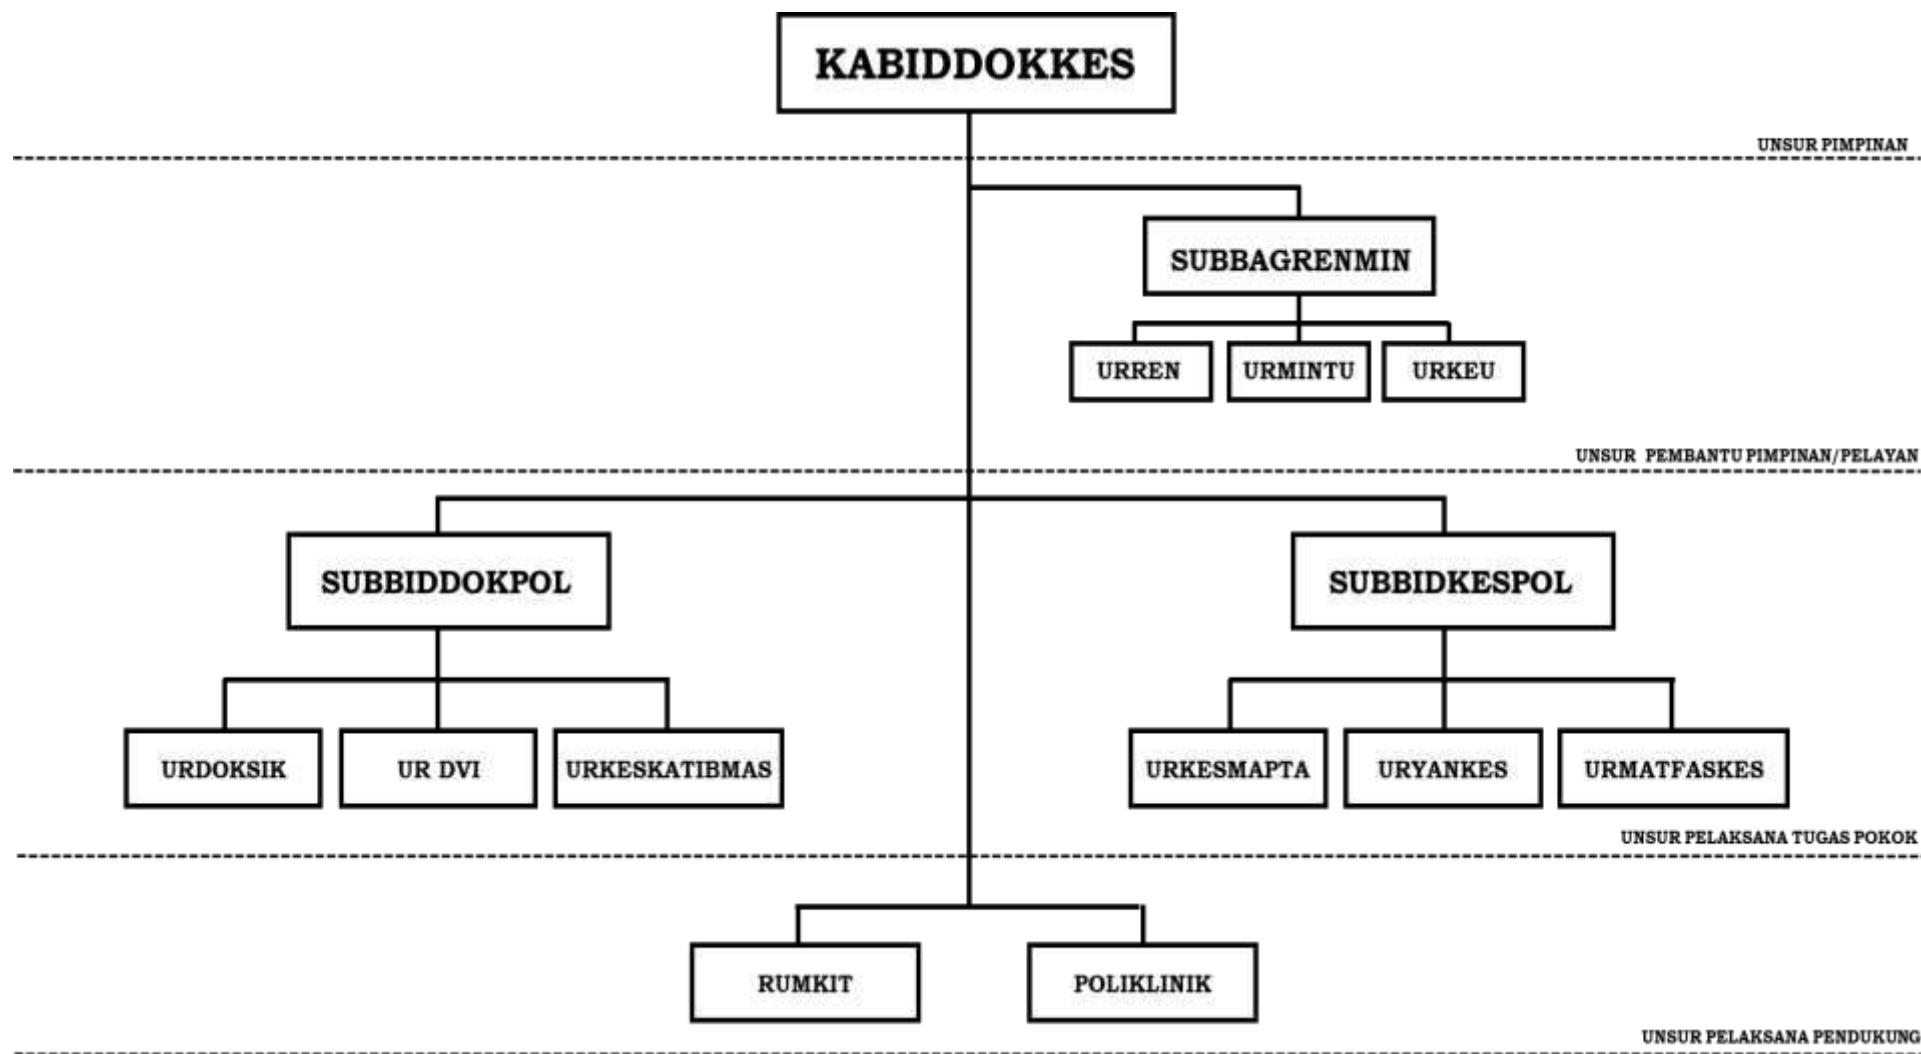 KABIDDOKKES
UNSUR PIMPINAN
SUBBAGRENMIN
URREN
URMINTU
URKEU
UNSUR PEMBANTU PIMPINAN/PELAYAN
SUBBIDDOKPOL
SUBBIDKESPOL
URDOKSIK
UR DVI
URKESKATIBMAS
URKESMAPTA
URYANKES
URMATFASKES
UNSUR PELAKSANA TUGAS POKOK
RUMKIT
POLIKLINIK
UNSUR PELAKSANA PENDUKUNG